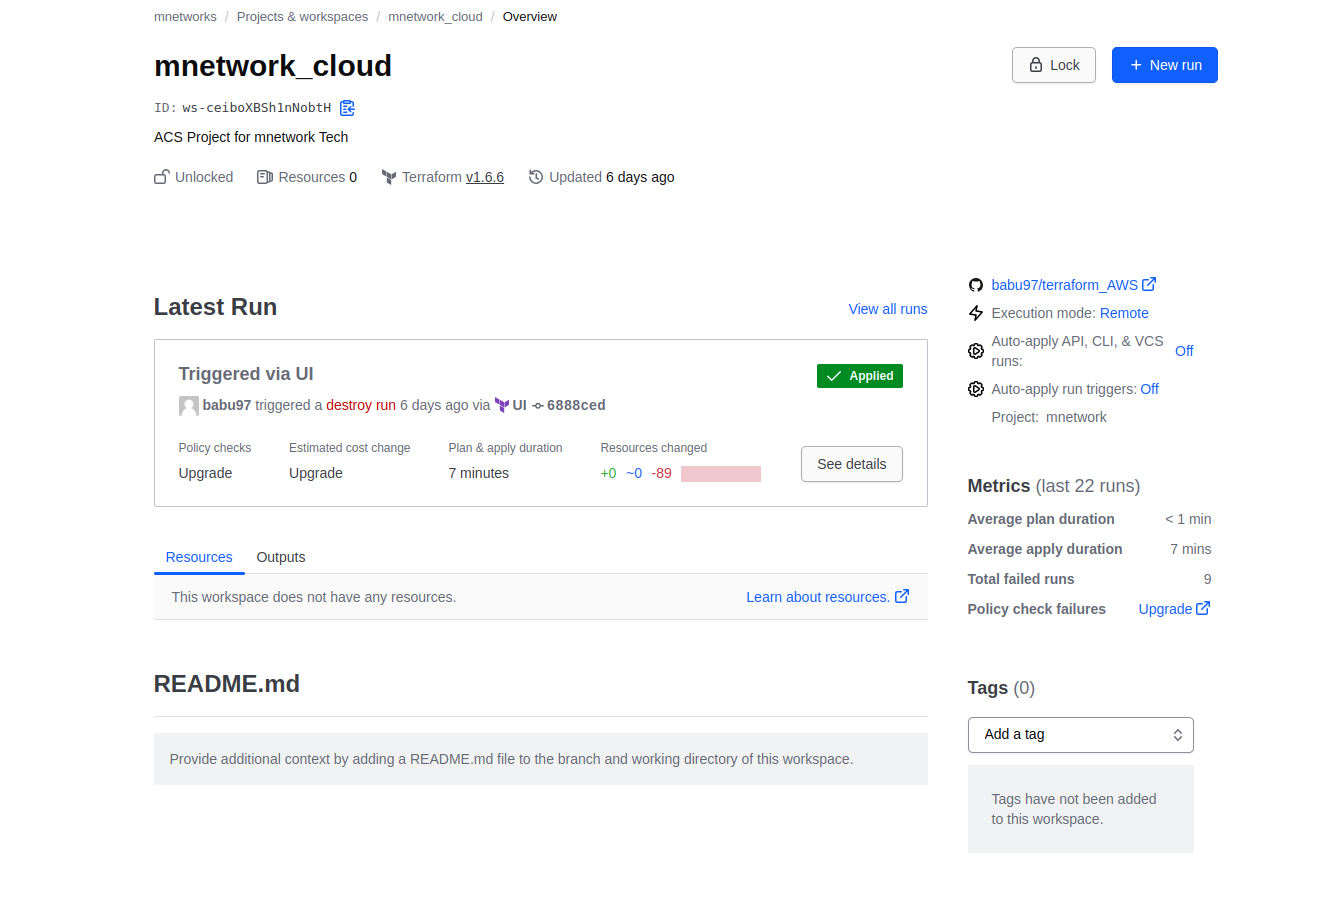 mnetworks / Projects & workspaces / mnetwork_cloud / Overview
mnetwork_cloud
Lock
+ New run
ID: ws-ceiboXBSh1nNobtH
ACS Project for mnetwork Tech
Unlocked Resources 0 Terraform v1.6.6 Updated 6 days ago
Latest Run
View all runs
Triggered via UI
Applied
babu97 triggered a destroy run 6 days ago via UI 6888ced
Policy checks Estimated cost change Plan & apply duration Resources changed
Upgrade Upgrade 7 minutes +0 ~0 -89
See details
Resources Outputs
This workspace does not have any resources. Learn about resources.
README.md
Provide additional context by adding a README.md file to the branch and working directory of this workspace.
babu97/terraform_AWS
Execution mode: Remote
Auto-apply API, CLI, & VCS
runs:
Off
Auto-apply run triggers: Off
Project: mnetwork
Metrics (last 22 runs)
Average plan duration < 1 min
Average apply duration 7 mins
Total failed runs 9
Policy check failures Upgrade
Tags (0)
Add a tag
Tags have not been added
to this workspace.